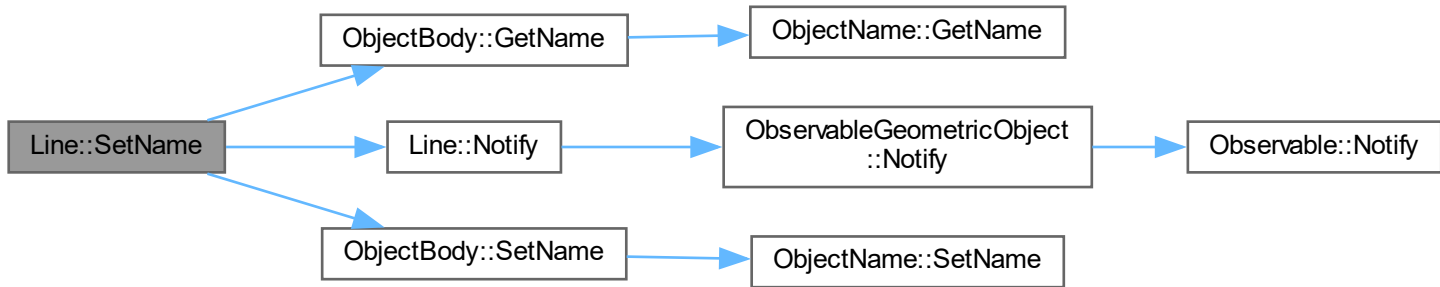 ObjectBody::GetName
ObjectName::GetName
Line::SetName
Line::Notify
ObservableGeometricObject
::Notify
Observable::Notify
ObjectBody::SetName
ObjectName::SetName